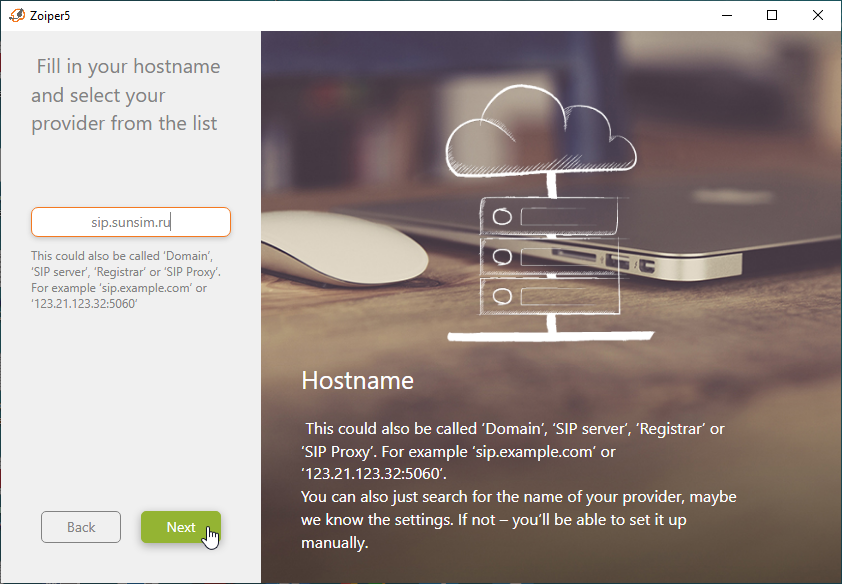 Zoiper5
Fill in your hostname
and select your
provider from the list
sip.sunsim.ru
This could also be called ‘Domain’,
‘SIP server’, ‘Registrar’ or ‘SIP Proxy’.
For example ‘sip.example.com’ or
‘123.21.123.32:5060’
Back
Next
Hostname
This could also be called ‘Domain’, ‘SIP server’, ‘Registrar’ or
‘SIP Proxy’. For example ‘sip.example.com’ or
‘123.21.123.32:5060’.
You can also just search for the name of your provider, maybe
we know the settings. If not – you’ll be able to set it up
manually.